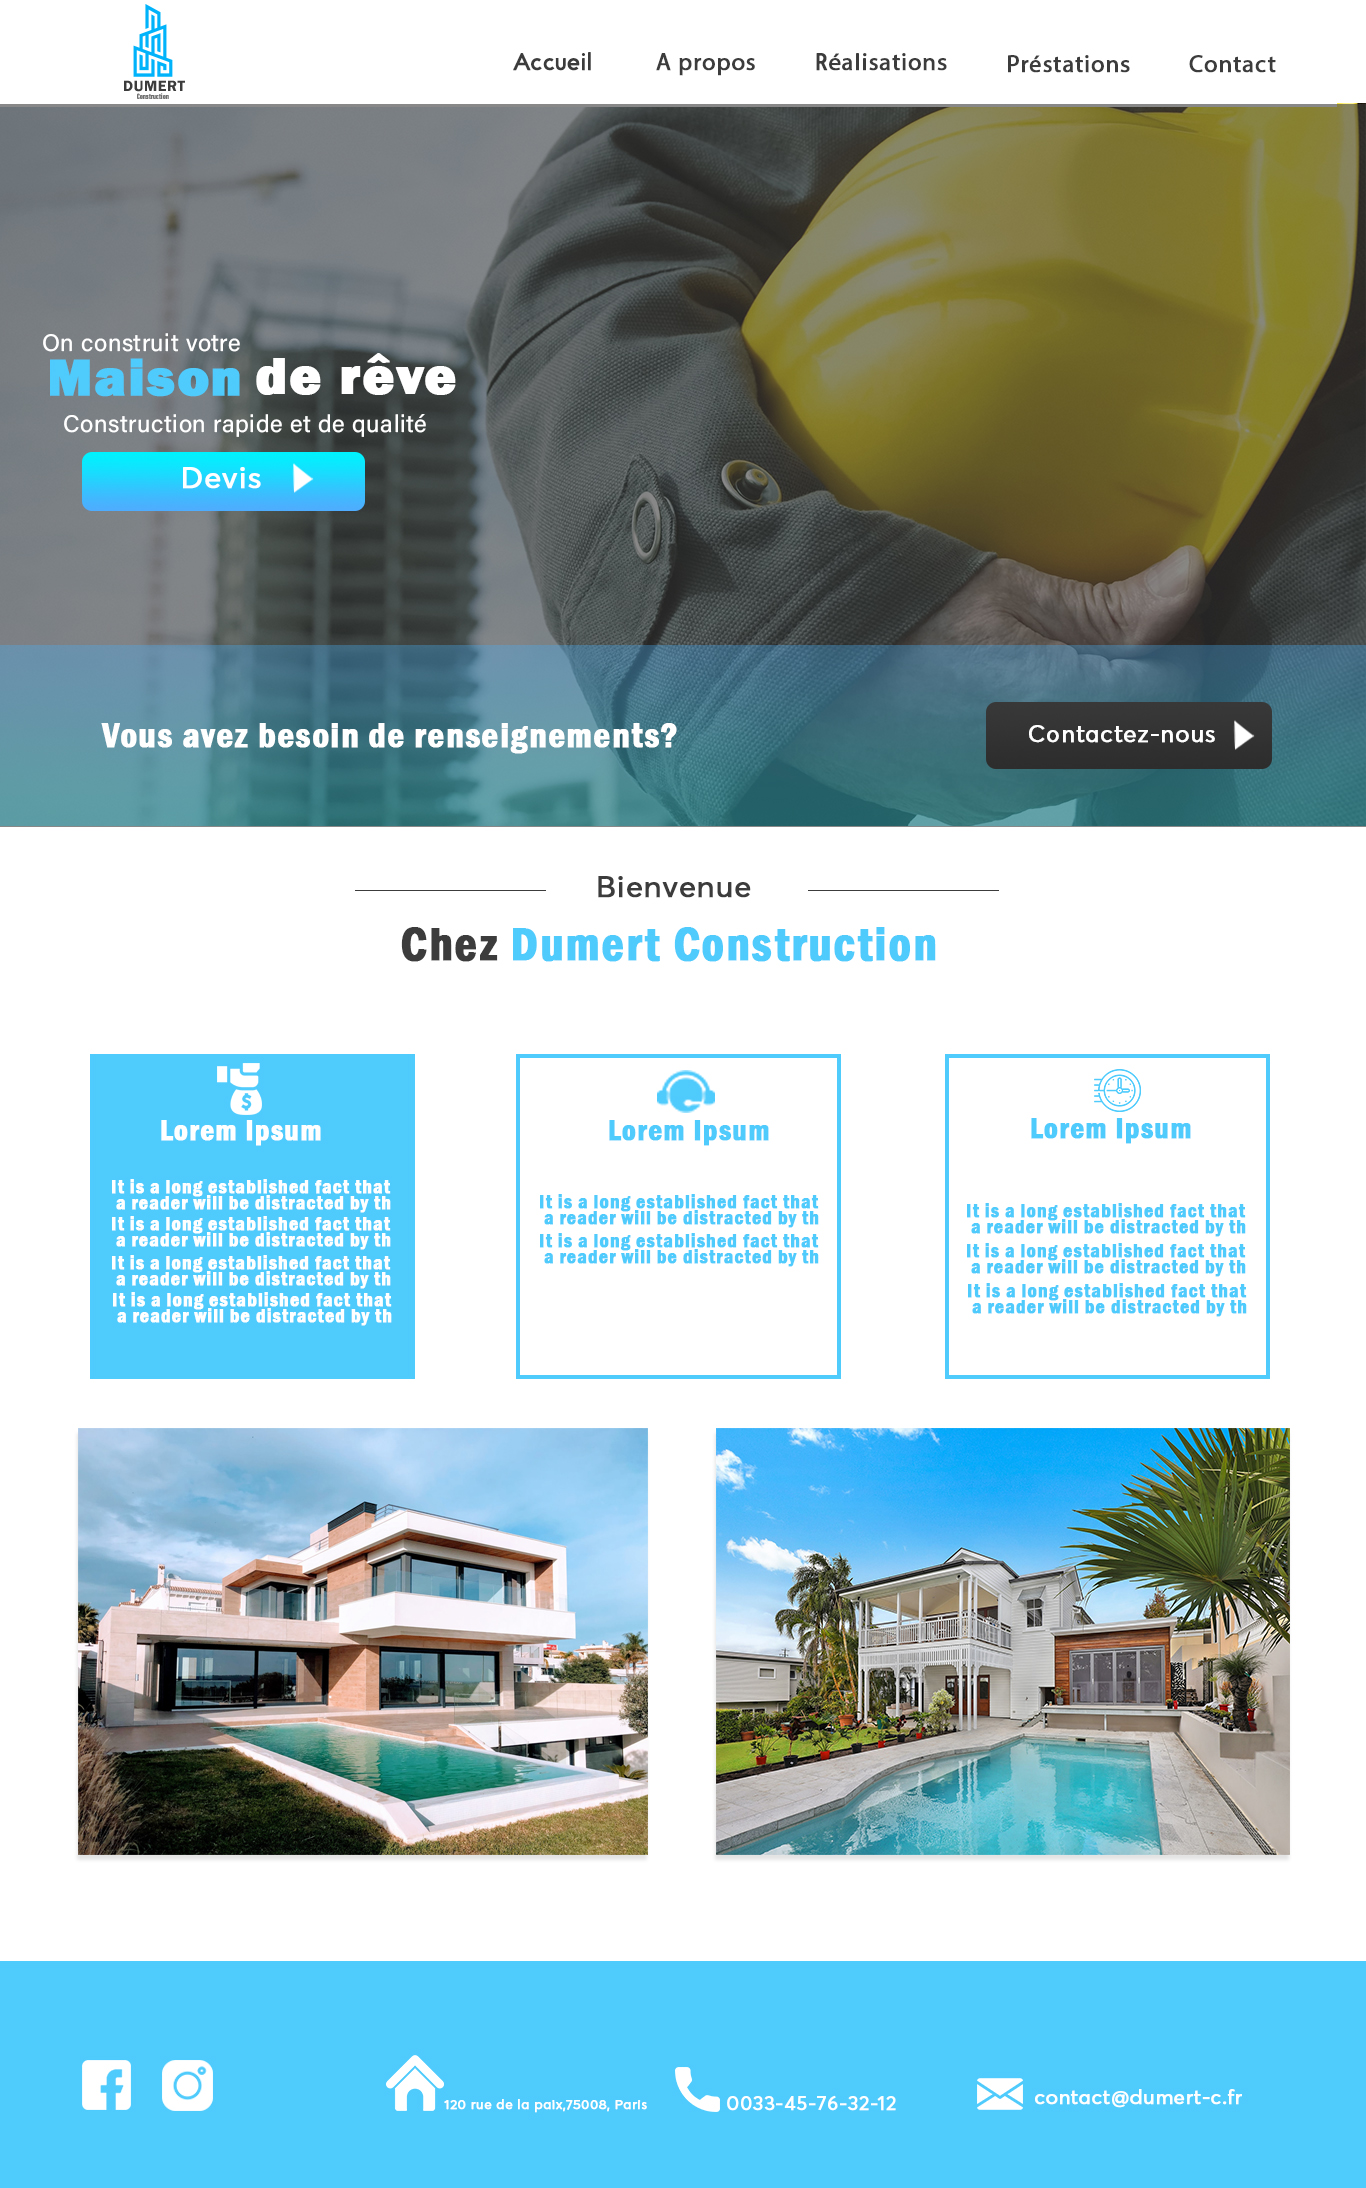 DUMERT
Construction
Accueil
A propos
Réalisations
Préstations
Contact
On construit votre
Maison de rêve
Construction rapide et de qualité
Devis
Vous avez besoin de renseignements?
Contactez-nous
Bienvenue
Chez Dumert Construction
Lorem Ipsum
It is a long established fact that
a reader will be distracted by th
It is a long established fact that
a reader will be distracted by th
It is a long established fact that
a reader will be distracted by th
It is a long established fact that
a reader will be distracted by th
Lorem Ipsum
It is a long established fact that
a reader will be distracted by th
It is a long established fact that
a reader will be distracted by th
Lorem Ipsum
It is a long established fact that
a reader will be distracted by th
It is a long established fact that
a reader will be distracted by th
It is a long established fact that
a reader will be distracted by th
120 rue de la paix,75008, Paris
0033-45-76-32-12
contact@dumert-c.fr